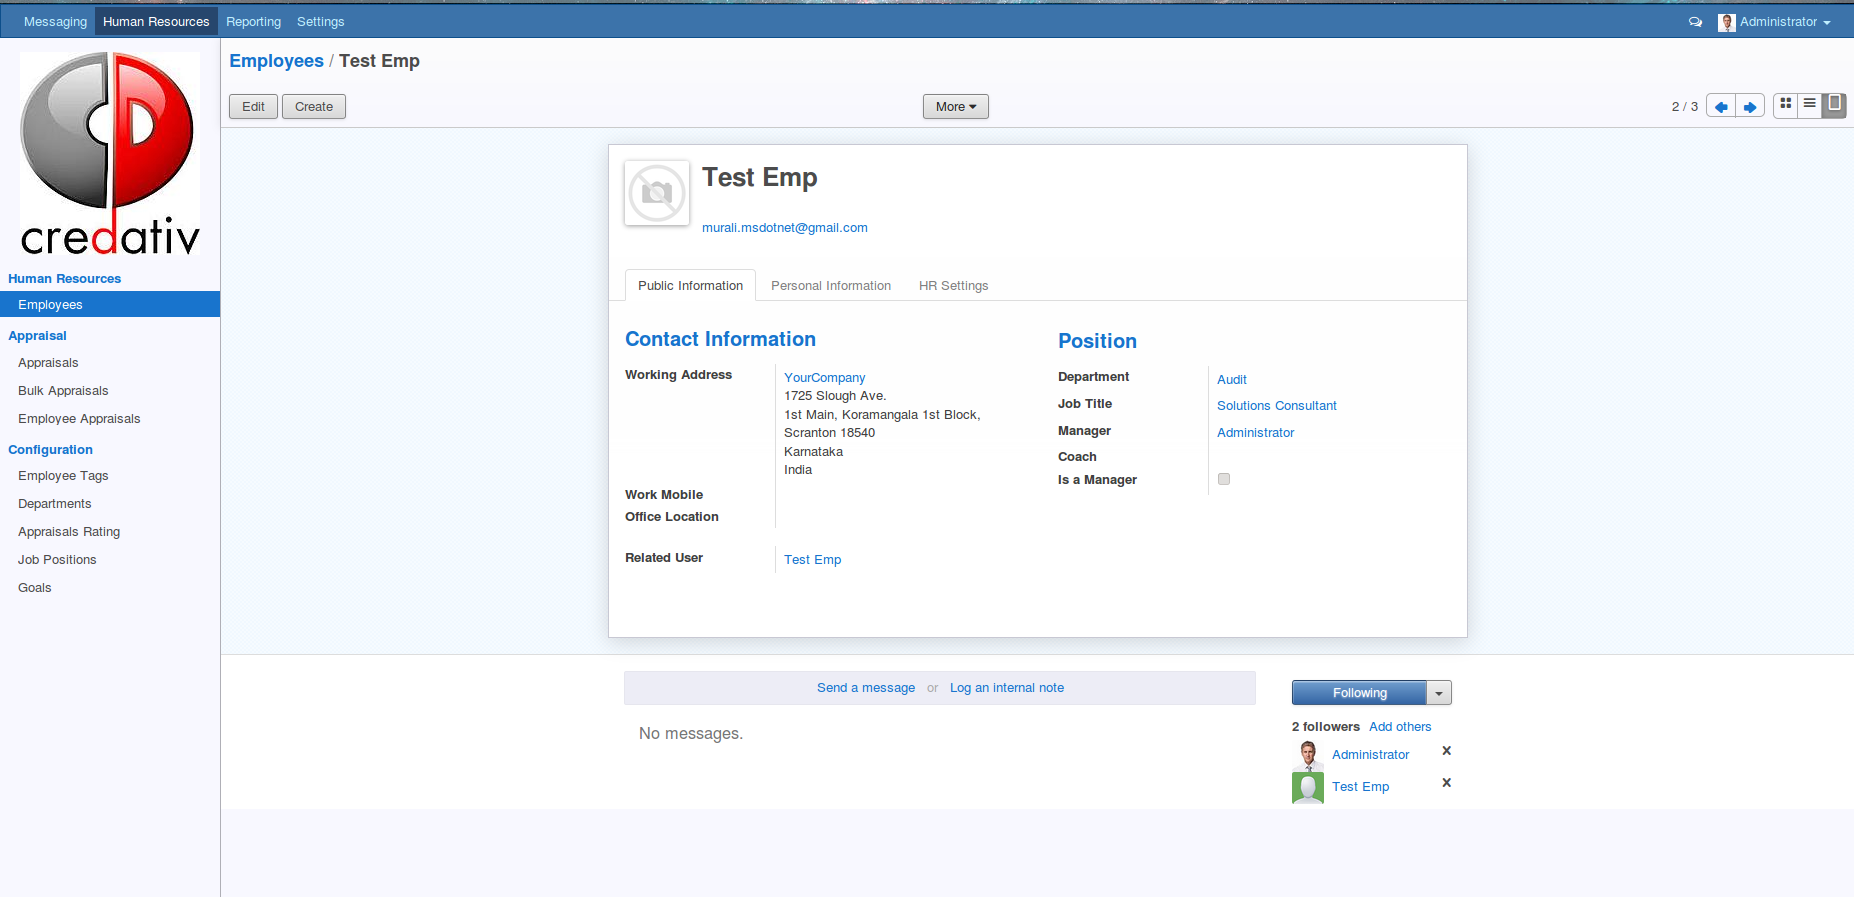 Messaging Human Resources Reporting Settings Administrator
credativ
Employees / Test Emp
Edit Create More 2 / 3
Human Resources
Employees
Appraisal
Appraisals
Bulk Appraisals
Employee Appraisals
Configuration
Employee Tags
Departments
Appraisals Rating
Job Positions
Goals
Test Emp
murali.msdotnet@gmail.com
Public Information Personal Information HR Settings
Contact Information
Working Address YourCompany
1725 Slough Ave.
1st Main, Koramangala 1st Block,
Scranton 18540
Karnataka
India
Work Mobile
Office Location
Related User Test Emp
Position
Department Audit
Job Title Solutions Consultant
Manager Administrator
Coach
Is a Manager
Send a message or Log an internal note
No messages.
Following
2 followers Add others
Administrator x
Test Emp x